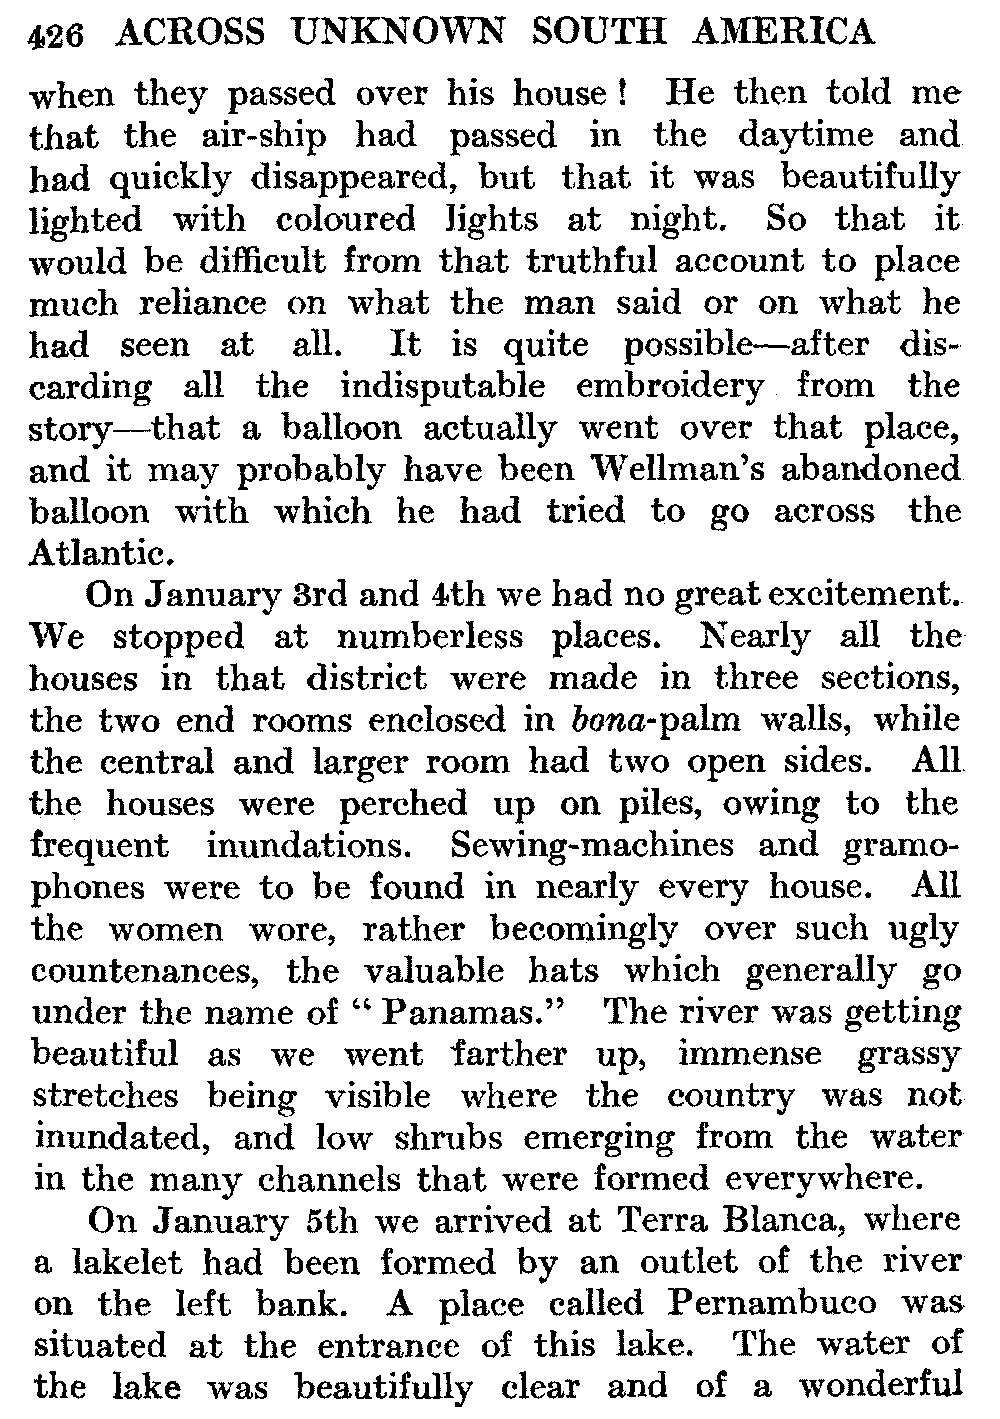 426 ACROSS UNKNOWN SOUTH AMERICA
when they passed over his house ! He then told me
that the air-ship had passed in the daytime and
had quickly disappeared, but that it was beautifully
lighted with coloured lights at night. So that it
would be difficult from that truthful account to place
much reliance on what the man said or on what he
had seen at all. It is quite possible—after dis-
carding all the indisputable embroidery from the
story—that a balloon actually went over that place,
and it may probably have been Wellman's abandoned
balloon with which he had tried to go across the
Atlantic.
On January 3rd and 4th we had no great excitement.
We stopped at numberless places. Nearly all the
houses in that district were made in three sections,
the two end rooms enclosed in bona-palm walls, while
the central and larger room had two open sides. All
the houses were perched up on piles, owing to the
frequent inundations. Sewing-machines and gramo-
phones were to be found in nearly every house. All
the women wore, rather becomingly over such ugly
countenances, the valuable hats which generally go
under the name of " Panamas." The river was getting
beautiful as we went farther up, immense grassy
stretches being visible where the country was not
inundated, and low shrubs emerging from the water
in the many channels that were formed everywhere.
On January 5th we arrived at Terra Blanca, where
a lakelet had been formed by an outlet of the river
on the left bank. A place called Pernambuco was
situated at the entrance of this lake. The water of
the lake was beautifully clear and of a wonderful